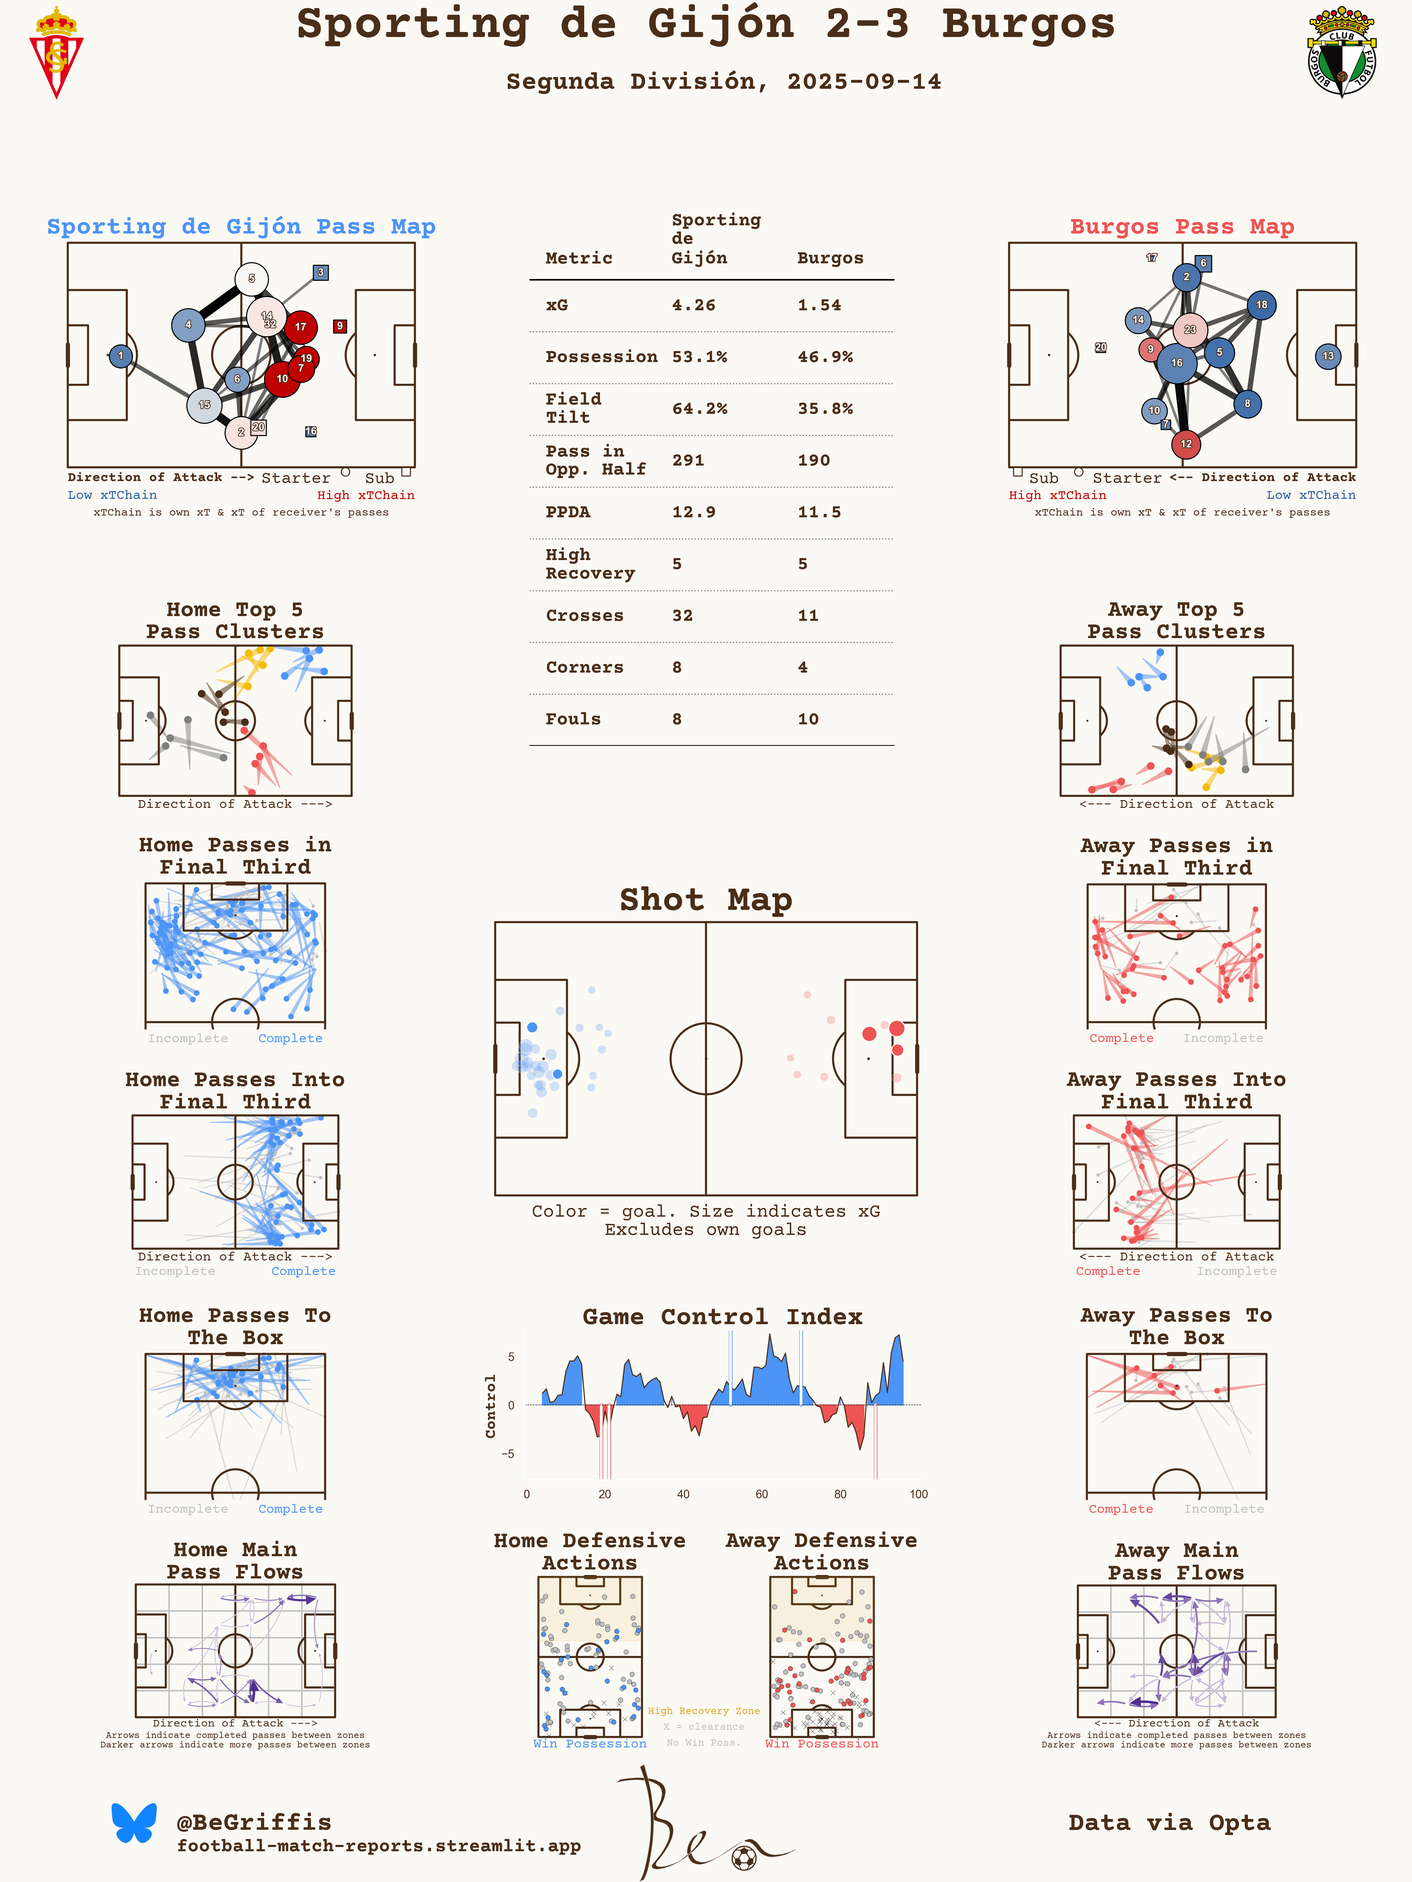 Sporting de Gijón 2-3 Burgos
Segunda División, 2025-09-14
CLUB
BURGOS
FUTBOL
Sporting de Gijón Pass Map
5
3
14
32
17
9
4
1
19
7
10
6
15
2
20
16
Direction of Attack --> Starter Sub
Low xTChain High xTChain
xTChain is own xT & xT of receiver's passes
Metric Sporting de Gijón Burgos
xG 4.26 1.54
Possession 53.1% 46.9%
Field Tilt 64.2% 35.8%
Pass in Opp. Half 291 190
PPDA 12.9 11.5
High Recovery 5 5
Crosses 32 11
Corners 8 4
Fouls 8 10
Burgos Pass Map
17
6
2
18
14
23
20
9
5
13
16
10
8
7
12
Sub Starter <-- Direction of Attack
High xTChain Low xTChain
xTChain is own xT & xT of receiver's passes
Home Top 5
Pass Clusters
Direction of Attack --->
Away Top 5
Pass Clusters
<--- Direction of Attack
Home Passes in
Final Third
Incomplete Complete
Away Passes in
Final Third
Complete Incomplete
Shot Map
Color = goal. Size indicates xG
Excludes own goals
Home Passes Into
Final Third
Direction of Attack --->
Incomplete Complete
Away Passes Into
Final Third
<--- Direction of Attack
Complete Incomplete
Home Passes To
The Box
Incomplete Complete
Game Control Index
Control
5
0
−5
0 20 40 60 80 100
Away Passes To
The Box
Complete Incomplete
Home Main
Pass Flows
Direction of Attack --->
Arrows indicate completed passes between zones
Darker arrows indicate more passes between zones
Home Defensive
Actions
Win Possession
High Recovery Zone
X = clearance
No Win Poss.
Away Defensive
Actions
Win Possession
Away Main
Pass Flows
<--- Direction of Attack
Arrows indicate completed passes between zones
Darker arrows indicate more passes between zones
@BeGriffis
football-match-reports.streamlit.app
Ben
Data via Opta